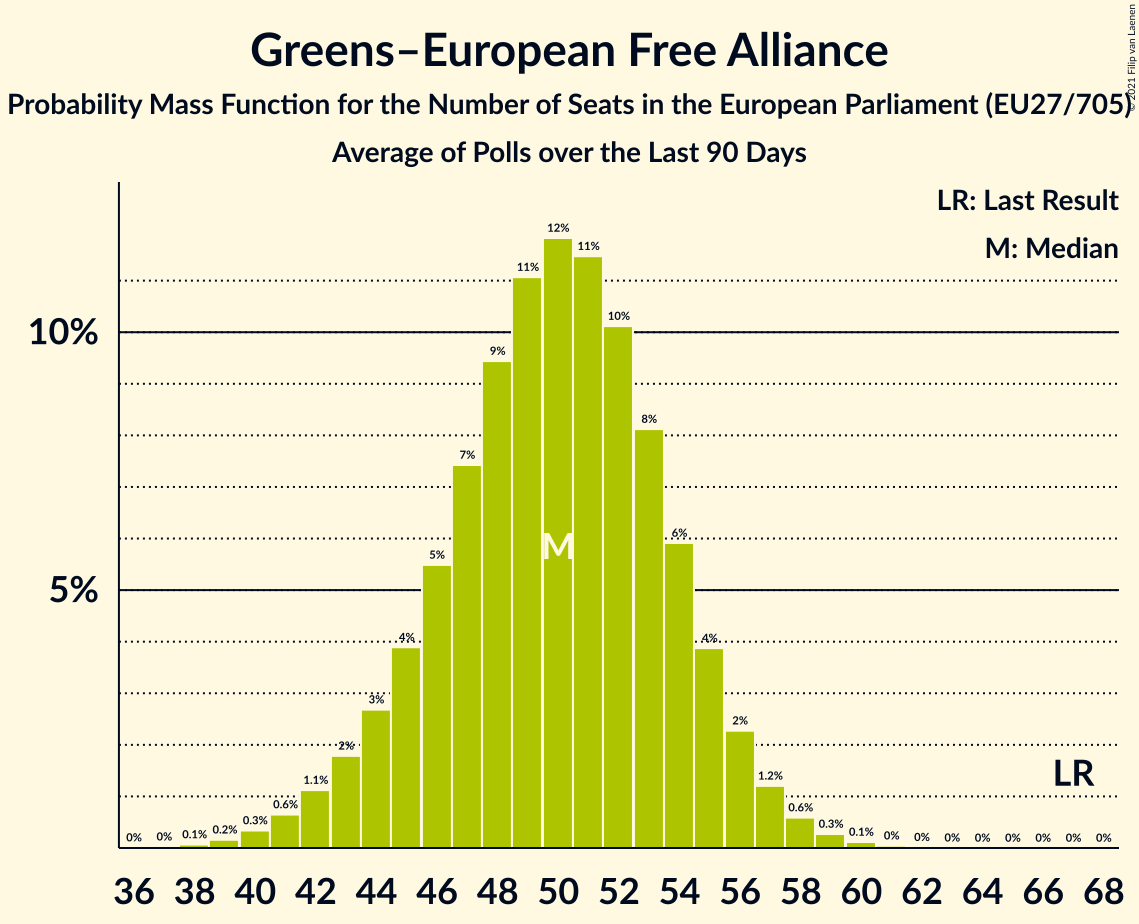 Greens–European Free Alliance
Probability Mass Function for the Number of Seats in the European Parliament (EU27/705)
Average of Polls over the Last 90 Days
© 2021 Filip van Laenen
LR: Last Result
M: Median
10%
5%
0% 0% 0.1% 0.2% 0.3% 0.6% 1.1% 2% 3% 4% 5% 7% 9% 11% 12% 11% 10% 8% 6% 4% 2% 1.2% 0.6% 0.3% 0.1% 0% 0% 0% 0% 0% 0% 0% 0%
M
LR
36 38 40 42 44 46 48 50 52 54 56 58 60 62 64 66 68